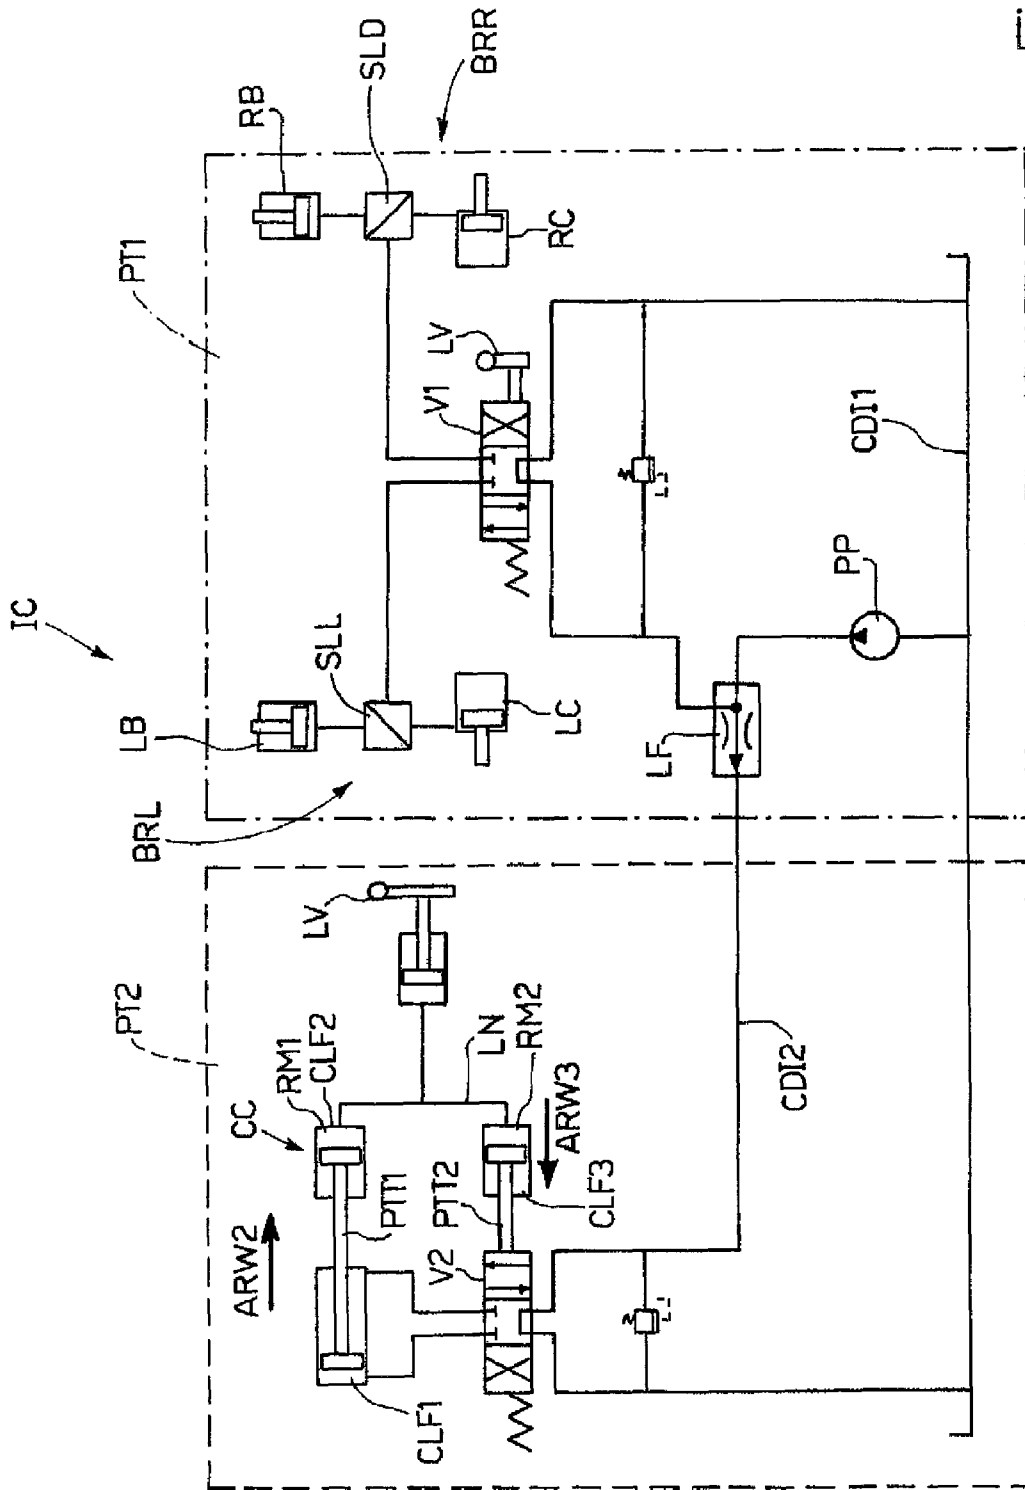 IC
PT2
PT1
BRL
LB
SLL
LC
RB
SLD
BRR
RC
V1
LV
LV
CC
RM1
CLF2
LN
RM2
ARW3
ARW2
PTT1
PTT2
CLF3
V2
CLF1
LF
PP
CDI1
CDI2